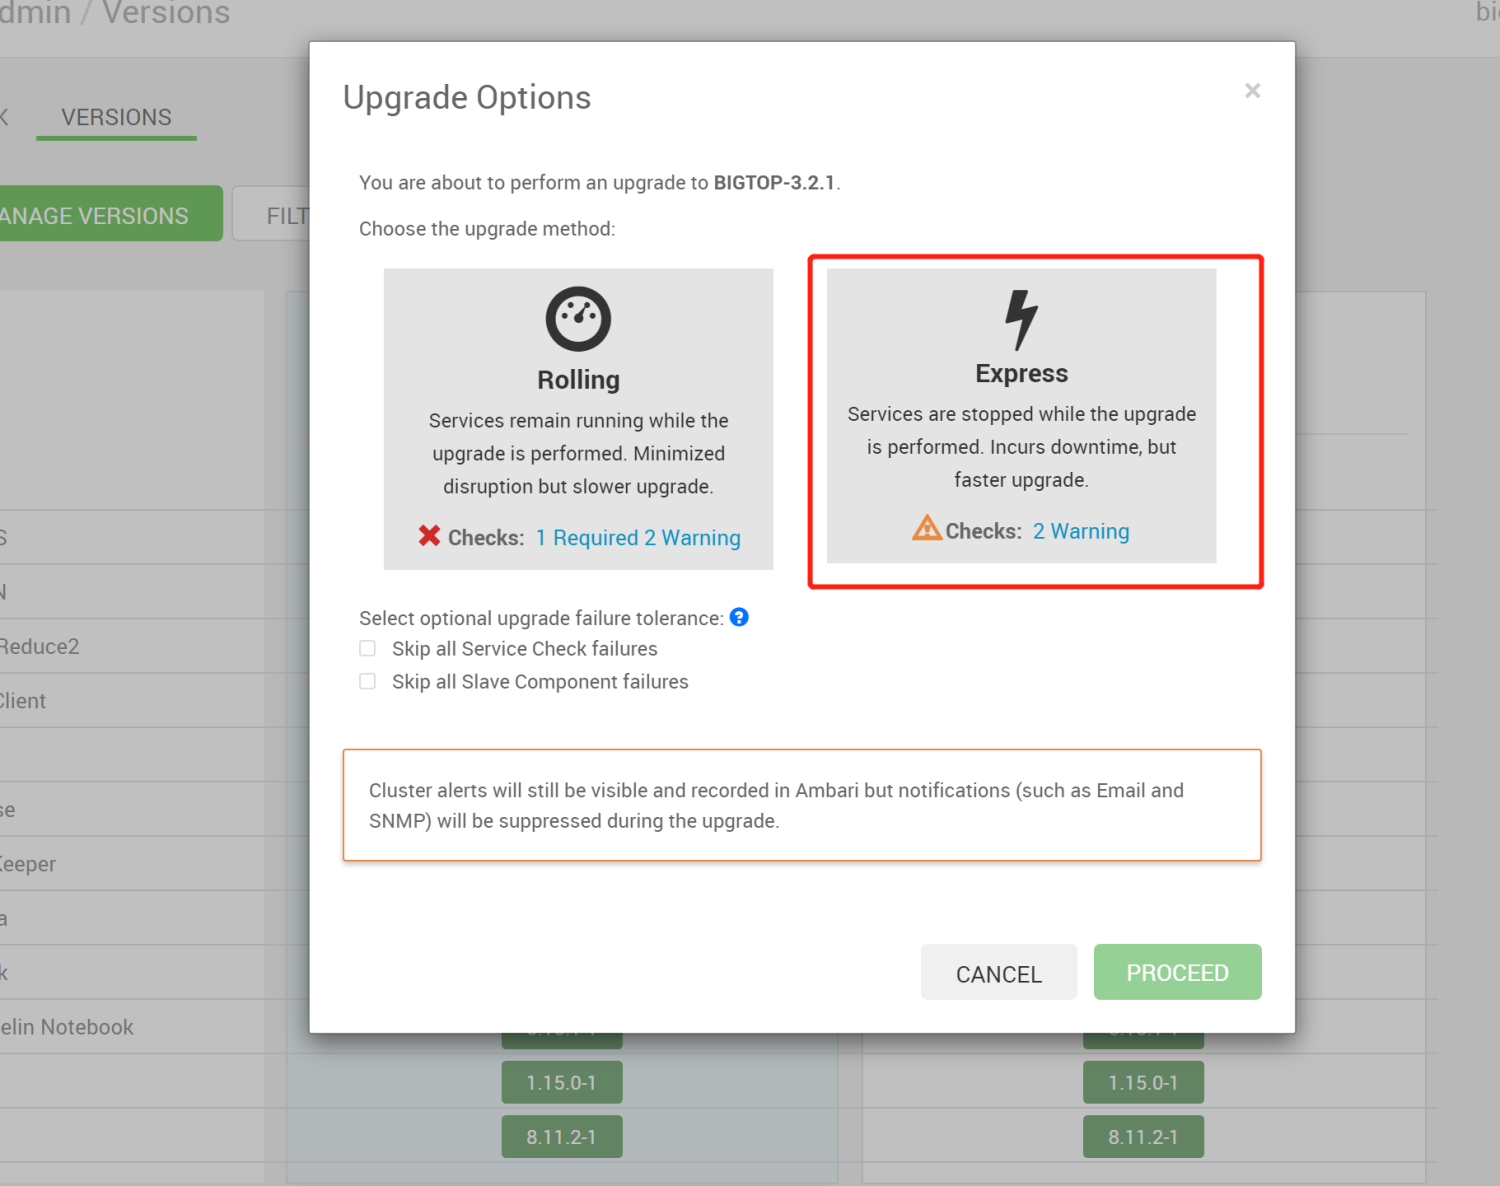 dmin / Versions
bi
K
VERSIONS
ANAGE VERSIONS
FILT
Upgrade Options
×
You are about to perform an upgrade to BIGTOP-3.2.1.
Choose the upgrade method:
Rolling
Services remain running while the
upgrade is performed. Minimized
disruption but slower upgrade.
Checks: 1 Required 2 Warning
Express
Services are stopped while the upgrade
is performed. Incurs downtime, but
faster upgrade.
Checks: 2 Warning
Select optional upgrade failure tolerance: ?
Skip all Service Check failures
Skip all Slave Component failures
Cluster alerts will still be visible and recorded in Ambari but notifications (such as Email and
SNMP) will be suppressed during the upgrade.
CANCEL
PROCEED
S
N
Reduce2
Client
se
Keeper
a
k
elin Notebook
1.15.0-1
1.15.0-1
8.11.2-1
8.11.2-1